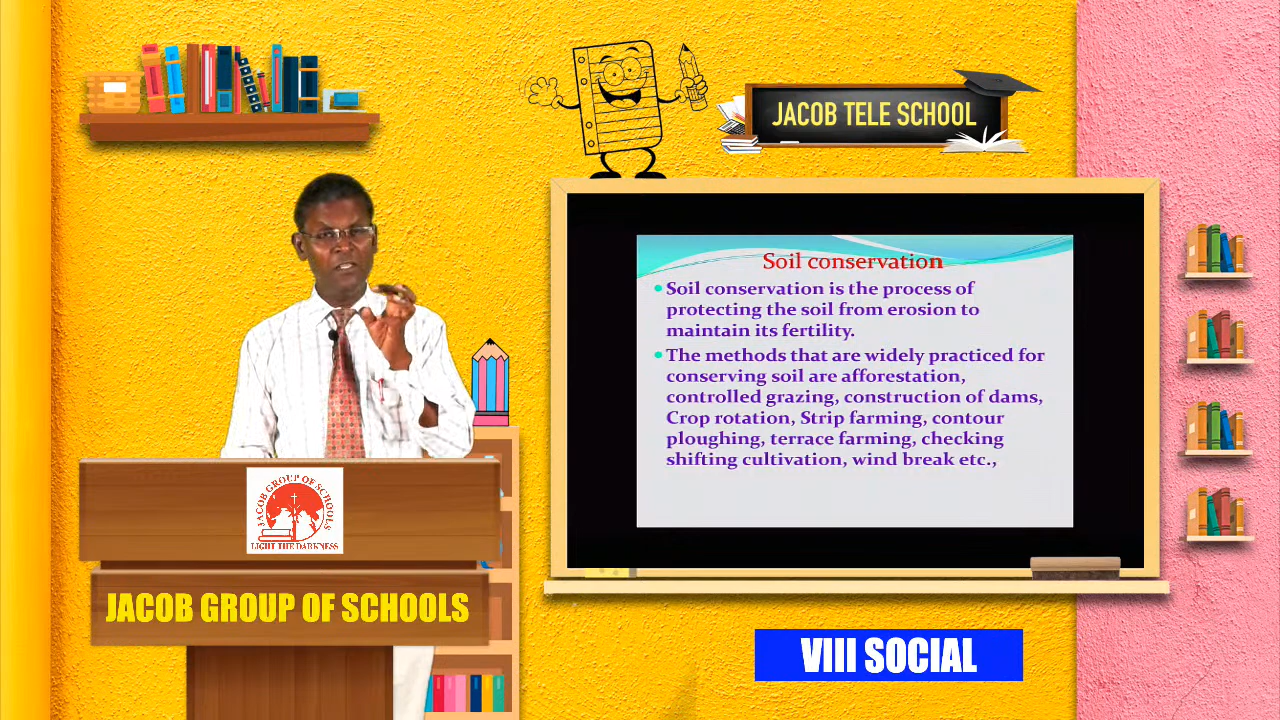 JACOB TELE SCHOOL
Soil conservation
Soil conservation is the process of
protecting the soil from erosion to
maintain its fertility.
The methods that are widely practiced for
conserving soil are afforestation,
controlled grazing, construction of dams,
Crop rotation, Strip farming, contour
ploughing, terrace farming, checking
shifting cultivation, wind break etc.,
JACOB GROUP OF SCHOOLS
LIGHT THE DARKNESS
JACOB GROUP OF SCHOOLS
VIII SOCIAL